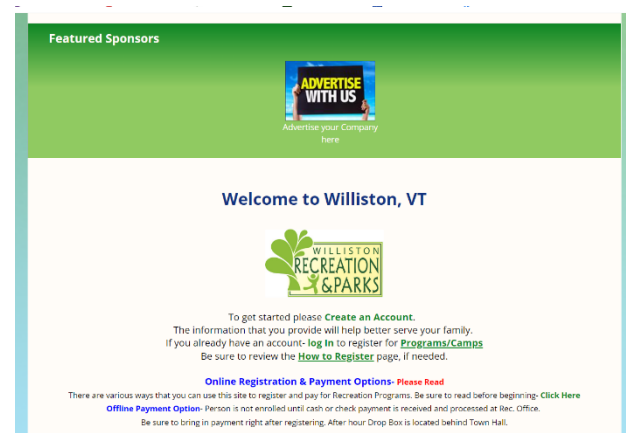 Featured Sponsors
ADVERTISE
WITH US
Advertise your Company
here
Welcome to Williston, VT
WILLISTON
RECREATION
&PARKS
To get started please Create an Account.
The information that you provide will help better serve your family.
If you already have an account- log In to register for Programs/Camps
Be sure to review the How to Register page, if needed.
Online Registration & Payment Options- Please Read
There are various ways that you can use this site to register and pay for Recreation Programs. Be sure to read before beginning- Click Here
Offline Payment Option- Person is not enrolled until cash or check payment is received and processed at Rec. Office.
Be sure to bring in payment right after registering. After hour Drop Box is located behind Town Hall.